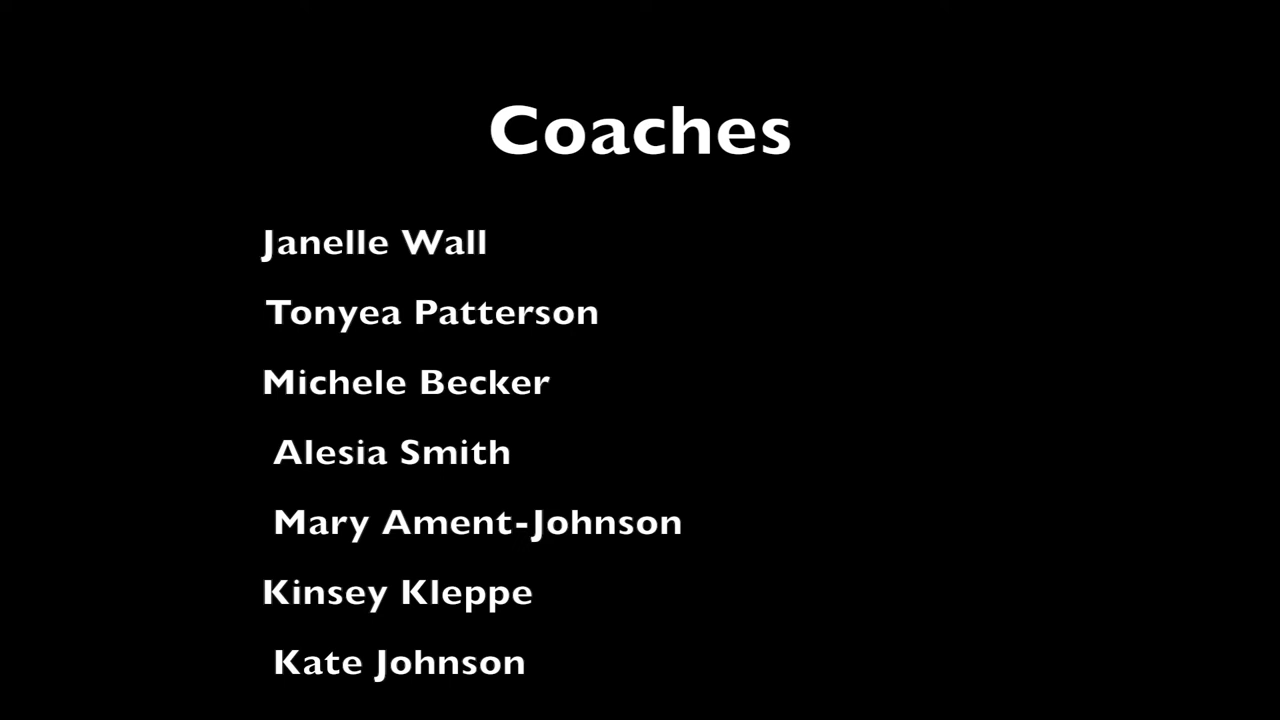 Coaches
Janelle Wall
Tonyea Patterson
Michele Becker
Alesia Smith
Mary Ament-Johnson
Kinsey Kleppe
Kate Johnson